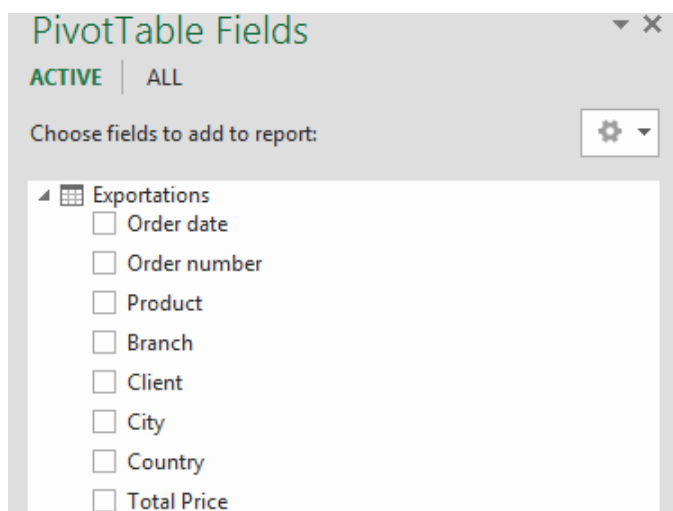 PivotTable Fields
ACTIVE ALL
Choose fields to add to report:
Exportations
Order date
Order number
Product
Branch
Client
City
Country
Total Price